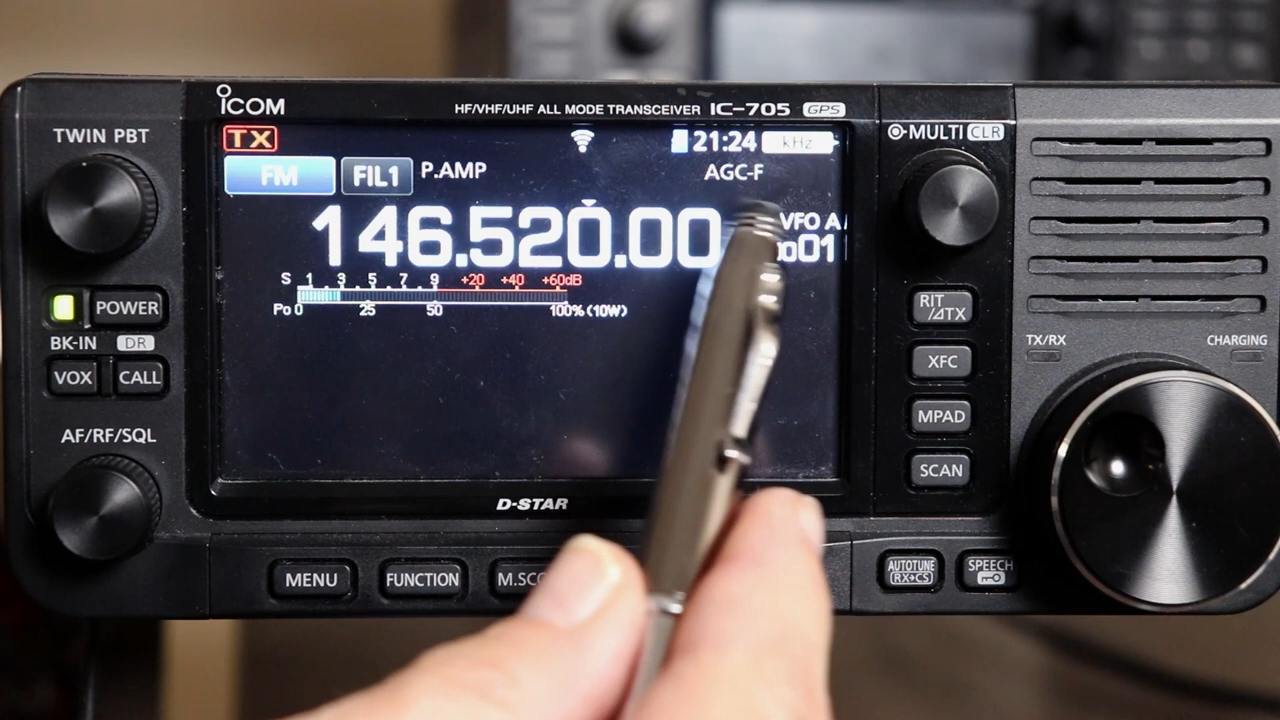 ICOM
HF/VHF/UHF ALL MODE TRANSCEIVER IC-705 GPS
TWIN PBT
TX
21:24 kHz
MULTI CLR
FM FIL1 P.AMP AGC-F
146.520.00
VFO A
01
S 1 . 3 . 5 . 7 . 9 +20 +40 +60dB
Po 0 25 50 100% (10W)
POWER
BK-IN DR
VOX CALL
AF/RF/SQL
RIT
/⊿TX
XFC
MPAD
SCAN
TX/RX CHARGING
D-STAR
MENU FUNCTION M.SCO
AUTOTUNE
RX→CS
SPEECH